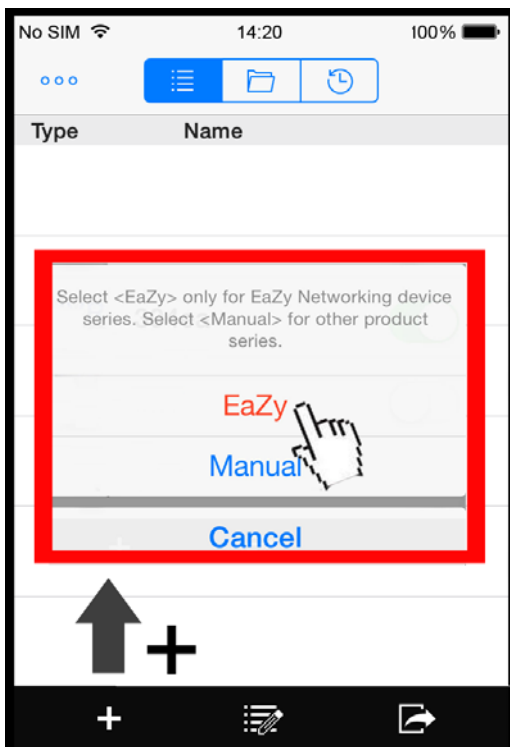 No SIM 14:20 100%
Type Name
Select <EaZy> only for EaZy Networking device
series. Select <Manual> for other product
series.
EaZy
Manual
Cancel
+
+